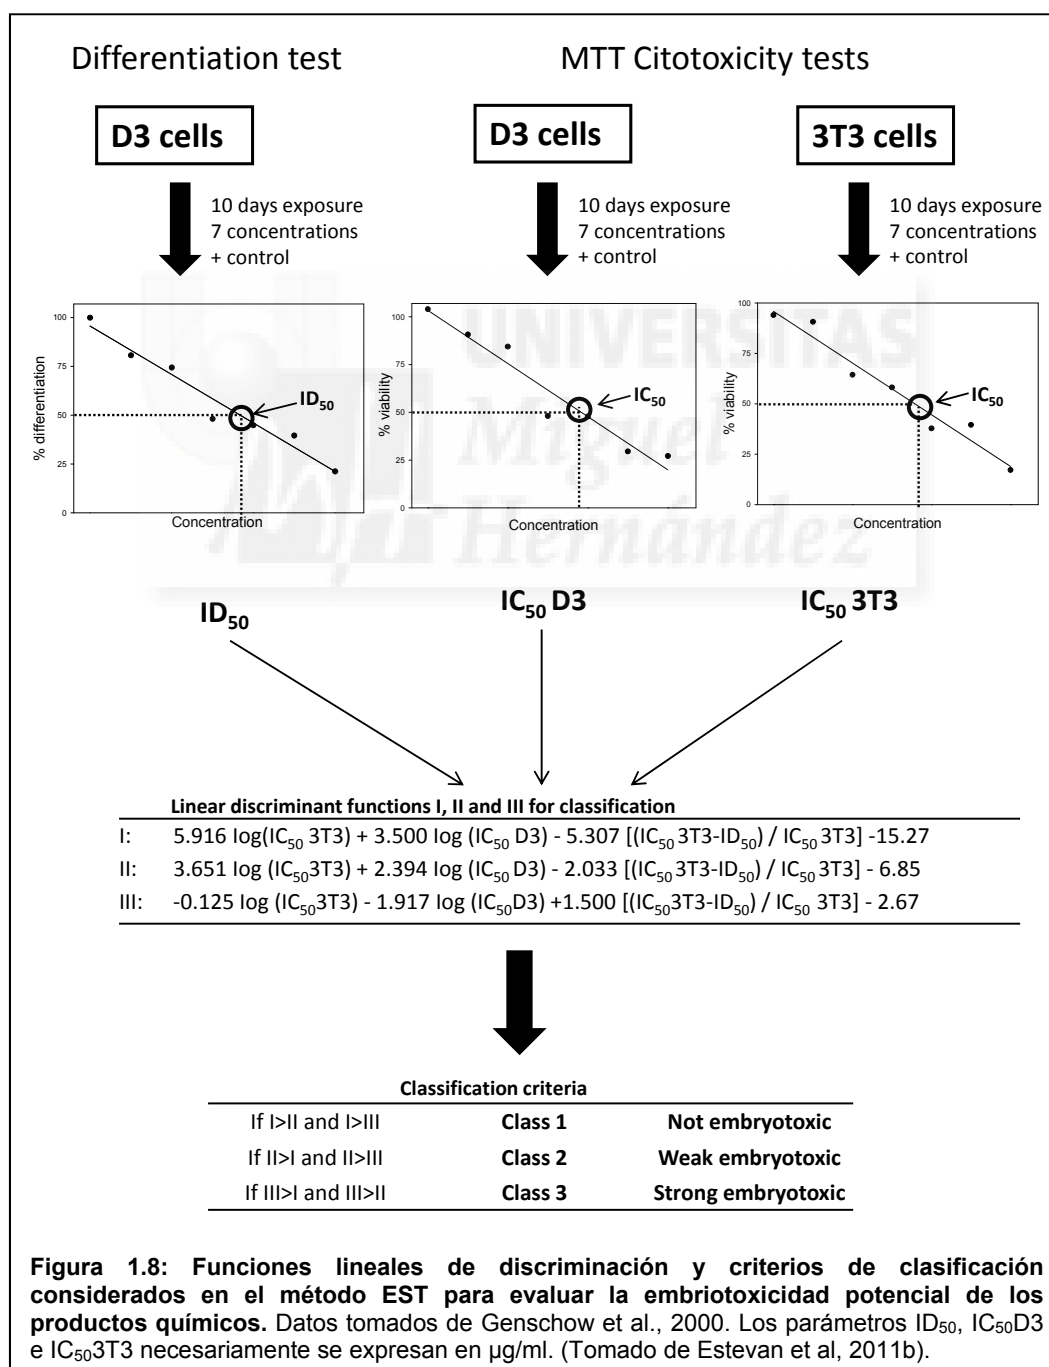 Differentiation test
MTT Citotoxicity tests
D3 cells
D3 cells
3T3 cells
10 days exposure
7 concentrations
+ control
10 days exposure
7 concentrations
+ control
10 days exposure
7 concentrations
+ control
UNIVERSITAS
Miguel
Hernández
% differentiation
100
75
50
25
0
ID50
Concentration
% viability
100
75
50
25
0
IC50
Concentration
% viability
100
75
50
25
0
IC50
Concentration
ID50
IC50 D3
IC50 3T3
Linear discriminant functions I, II and III for classification
I: 5.916 log(IC50 3T3) + 3.500 log (IC50 D3) - 5.307 [(IC50 3T3-ID50) / IC50 3T3] -15.27
II: 3.651 log (IC503T3) + 2.394 log (IC50 D3) - 2.033 [(IC50 3T3-ID50) / IC50 3T3] - 6.85
III: -0.125 log (IC503T3) - 1.917 log (IC50D3) +1.500 [(IC503T3-ID50) / IC50 3T3] - 2.67
Classification criteria
If I>II and I>III Class 1 Not embryotoxic
If II>I and II>III Class 2 Weak embryotoxic
If III>I and III>II Class 3 Strong embryotoxic
Figura 1.8: Funciones lineales de discriminación y criterios de clasificación
considerados en el método EST para evaluar la embriotoxicidad potencial de los
productos químicos. Datos tomados de Genschow et al., 2000. Los parámetros ID50, IC50D3
e IC503T3 necesariamente se expresan en µg/ml. (Tomado de Estevan et al, 2011b).